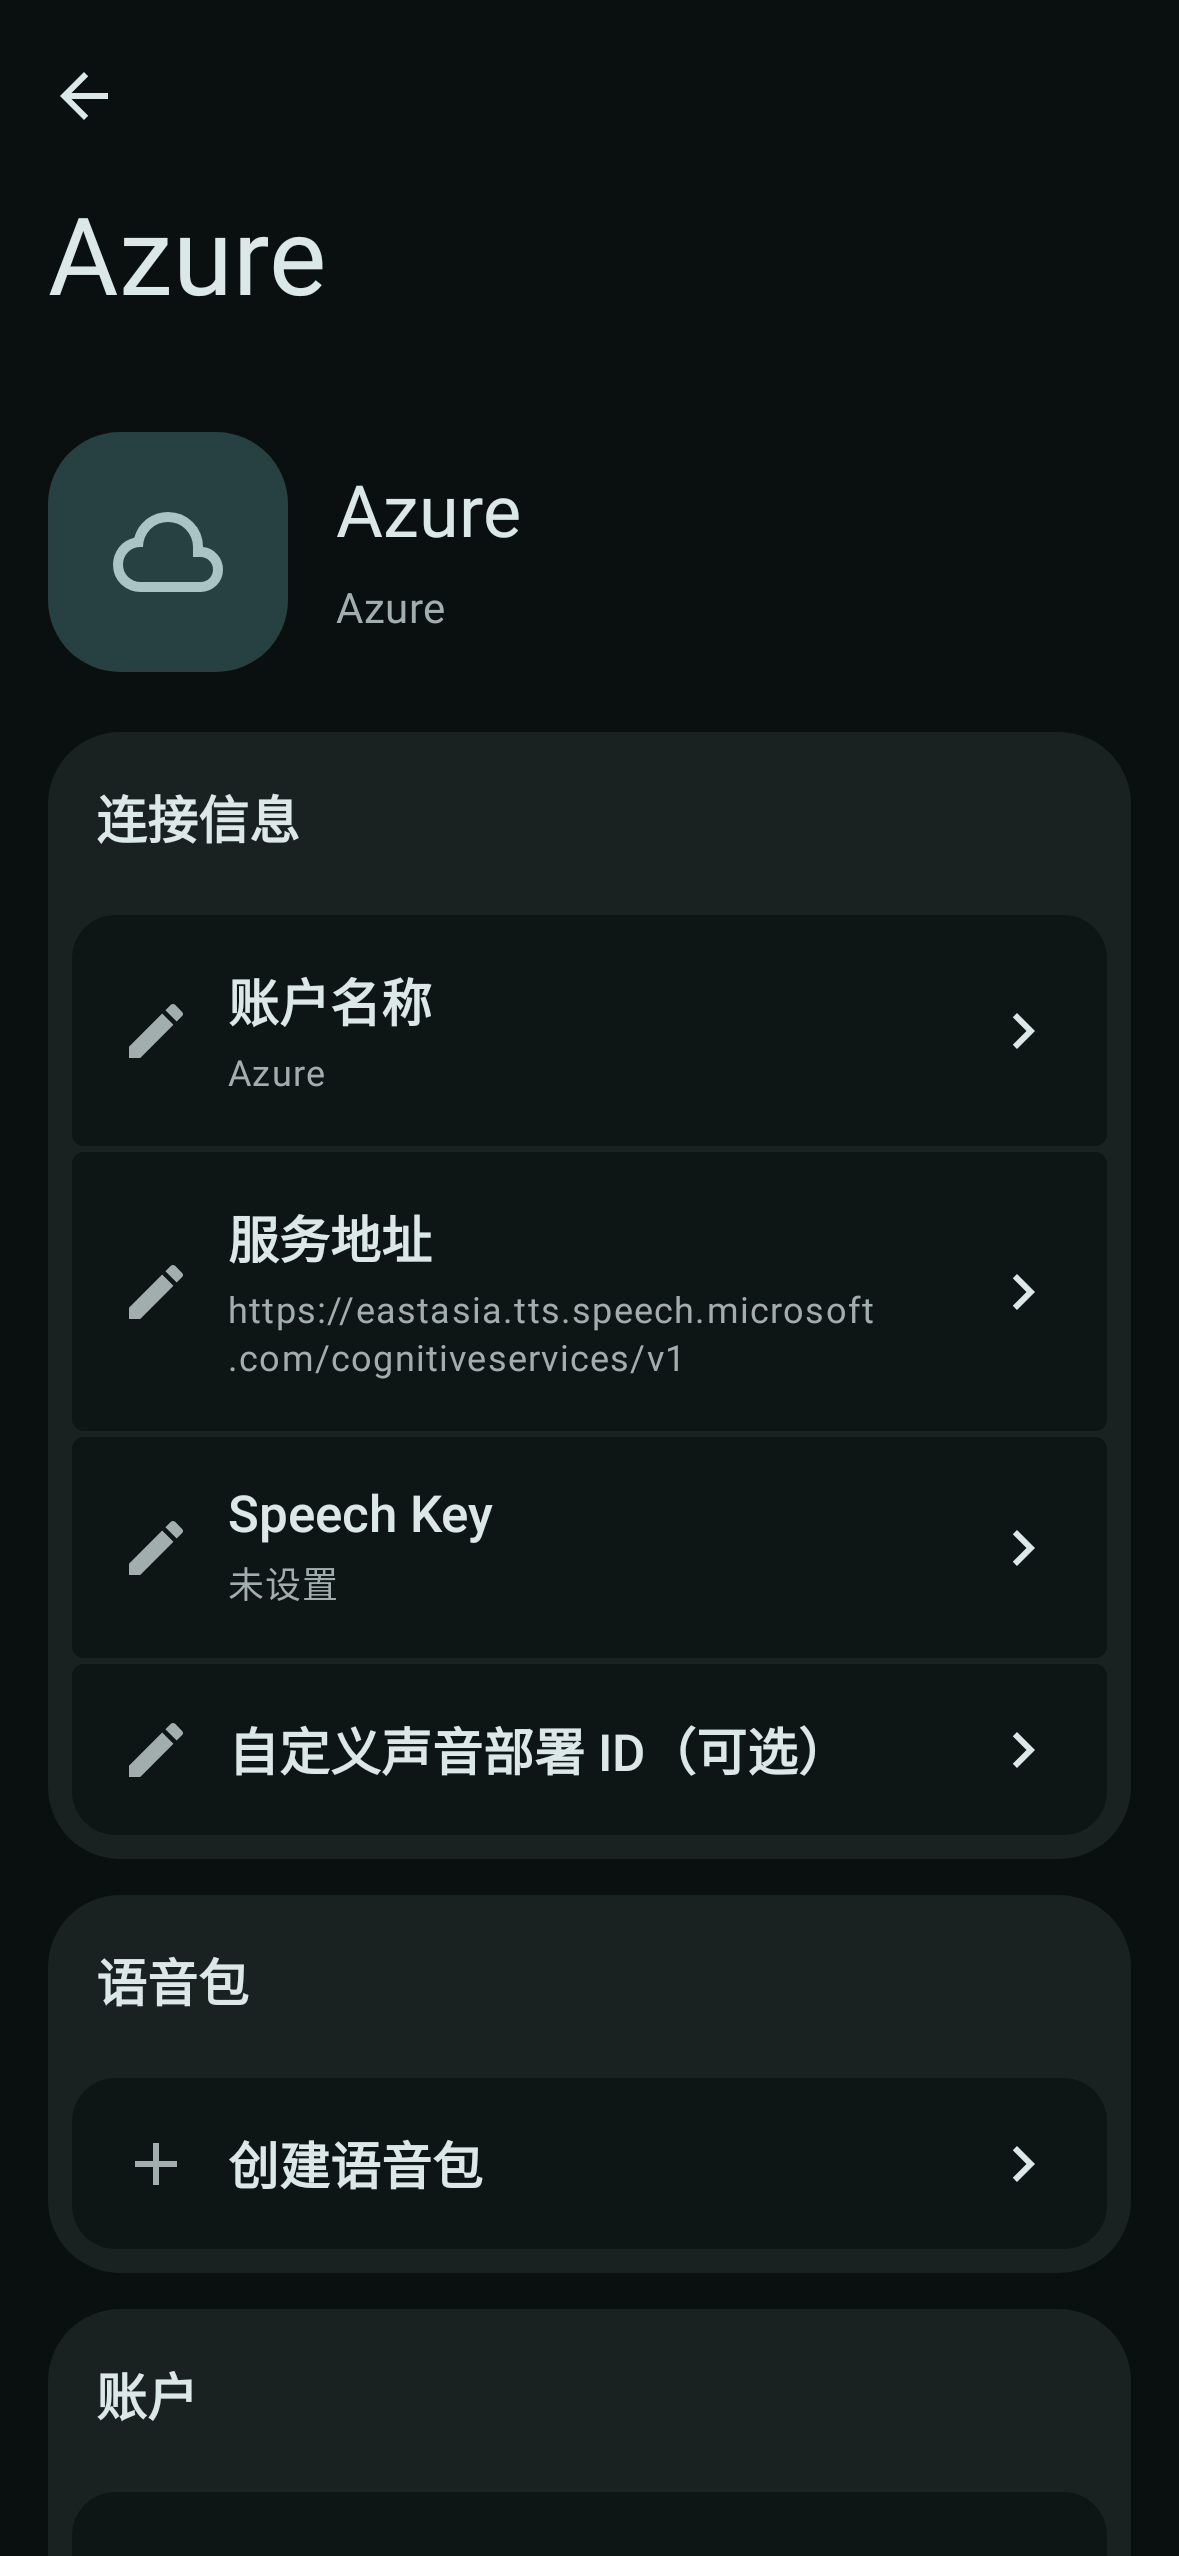 Azure
Azure
Azure
连接信息
账户名称
Azure
服务地址
https://eastasia.tts.speech.microsoft
.com/cognitiveservices/v1
Speech Key
未设置
自定义声音部署 ID（可选）
语音包
创建语音包
账户